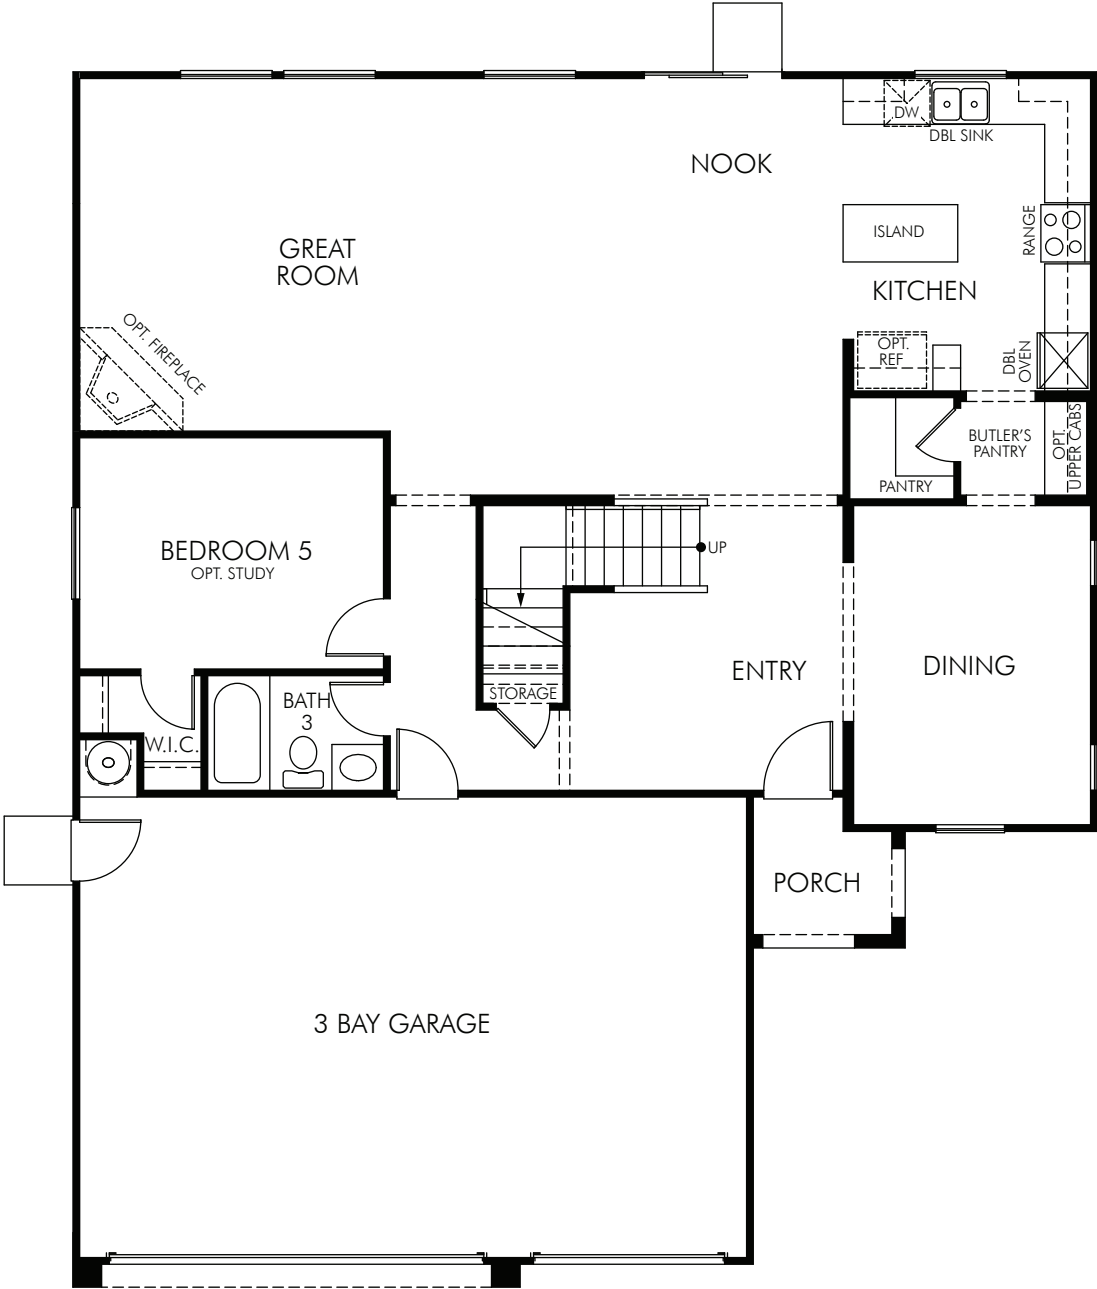 DW
DBL SINK
NOOK
GREAT
ROOM
ISLAND
RANGE
KITCHEN
OPT. FIREPLACE
OPT.
REF
DBL
OVEN
BUTLER'S
PANTRY
OPT.
UPPER CABS
PANTRY
BEDROOM 5
OPT. STUDY
UP
ENTRY
DINING
STORAGE
BATH
3
W.I.C.
PORCH
3 BAY GARAGE